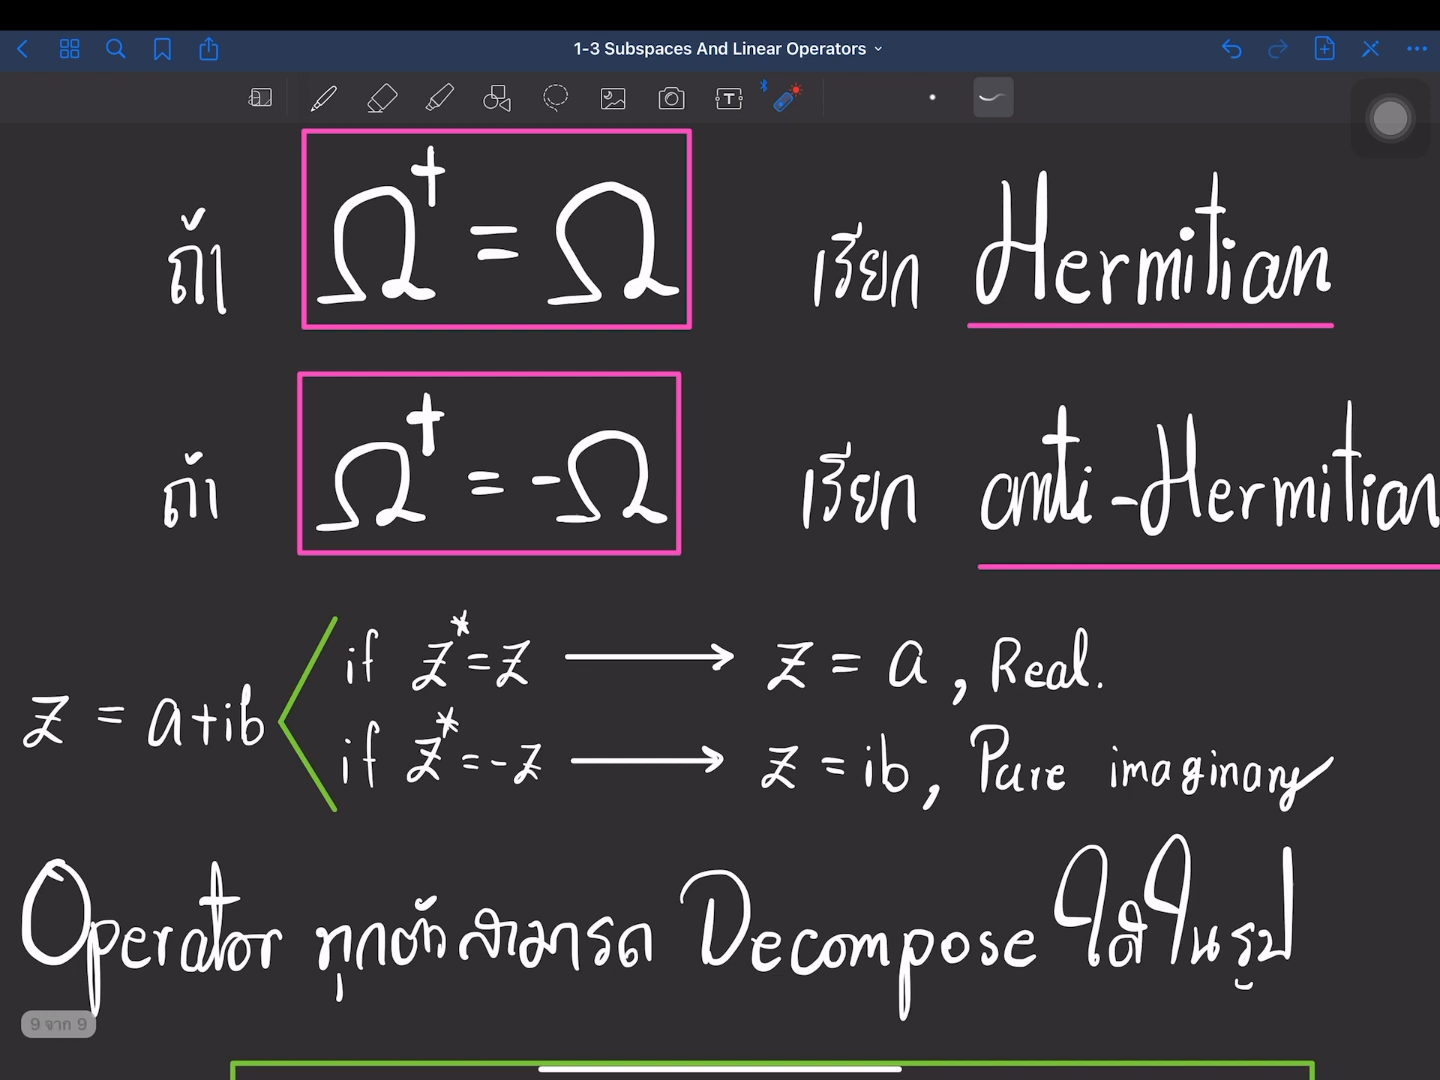 1-3 Subspaces And Linear Operators
T
ถ้า Ω† = Ω เรียก Hermitian
ถ้า Ω† = -Ω เรียก anti-Hermitian
if z* = z → z = a, Real.
z = a+ib
if z* = -z → z = ib, Pure imaginary
Operator ทุกตัวสามารถ Decompose ได้ในรูป
9 จาก 9